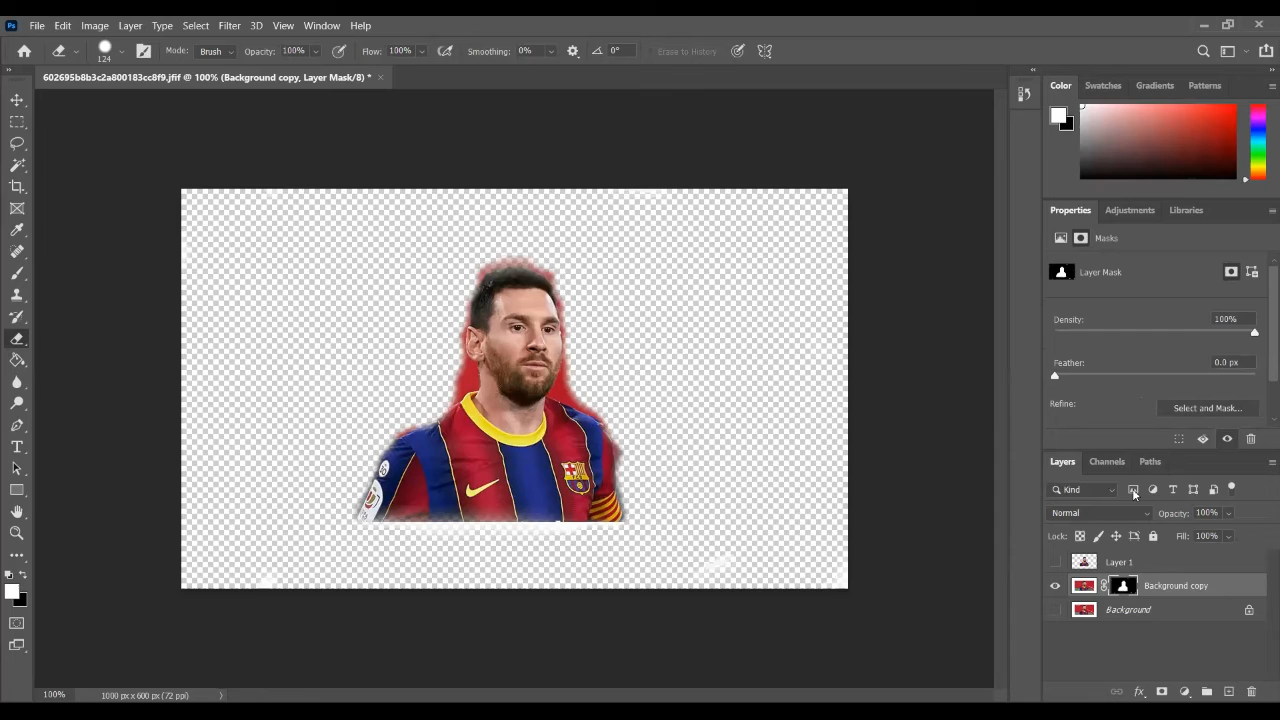 Ps File Edit Image Layer Type Select Filter 3D View Window Help
124 Mode: Brush Opacity: 100% Flow: 100% Smoothing: 0% 0° Erase to History
602695b8b3c2a800183cc8f9.jfif @ 100% (Background copy, Layer Mask/8) *
Color Swatches Gradients Patterns
Properties Adjustments Libraries
Masks
Layer Mask
Density: 100%
Feather: 0.0 px
Refine: Select and Mask...
Layers Channels Paths
Kind
Normal Opacity: 100%
Lock: Fill: 100%
Layer 1
Background copy
Background
100% 1000 px x 600 px (72 ppi)